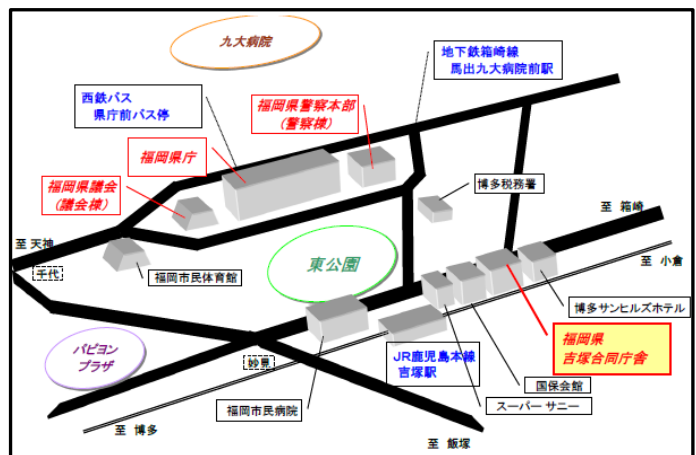 九大病院
地下鉄箱崎線
馬出九大病院前駅
西鉄バス
県庁前バス停
福岡県警察本部
(警察棟)
福岡県庁
福岡県議会
(議会棟)
博多税務署
至 箱崎
至 天神
千代
福岡市民体育館
東公園
至 小倉
博多サンヒルズホテル
パピヨン
プラザ
妙見
JR鹿児島本線
吉塚駅
福岡県
吉塚合同庁舎
国保会館
スーパー サニー
福岡市民病院
至 博多
至 飯塚